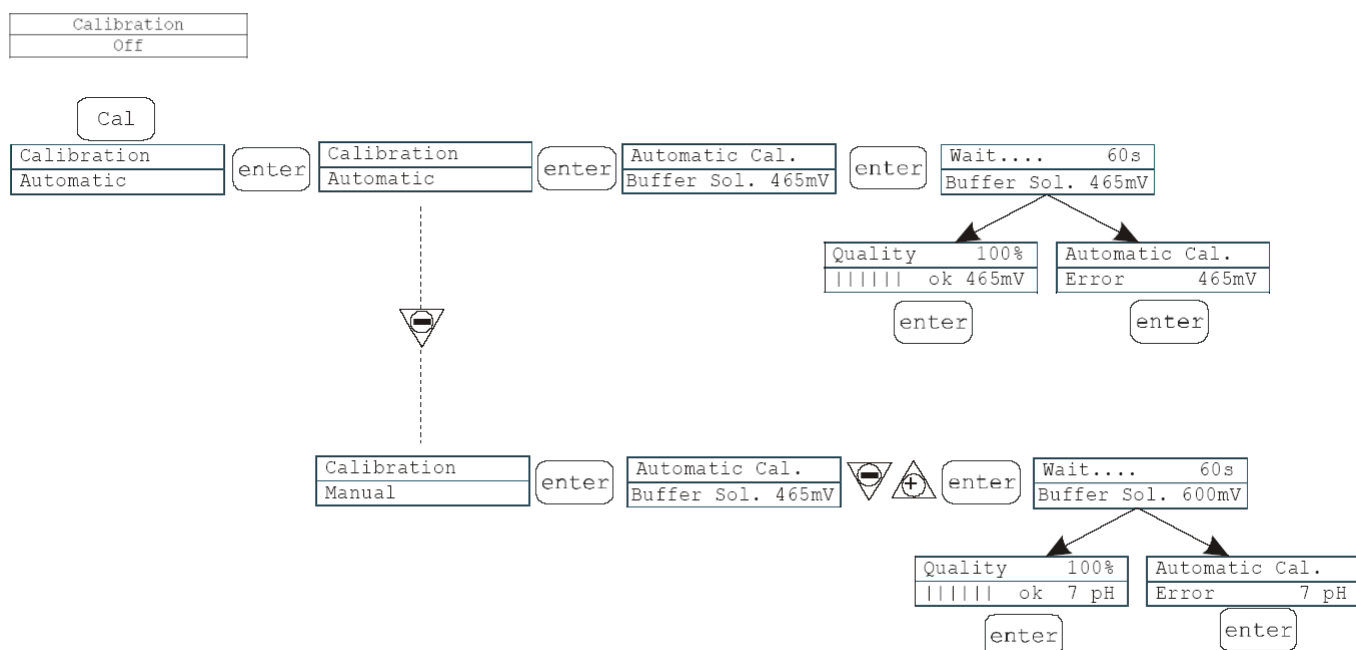 Calibration
Off
Cal
Calibration
Automatic
enter
Calibration
Automatic
enter
Automatic Cal.
Buffer Sol. 465mV
enter
Wait.... 60s
Buffer Sol. 465mV
Quality 100%
|||||| ok 465mV
enter
Automatic Cal.
Error 465mV
enter
Calibration
Manual
enter
Automatic Cal.
Buffer Sol. 465mV
enter
Wait.... 60s
Buffer Sol. 600mV
Quality 100%
|||||| ok 7 pH
enter
Automatic Cal.
Error 7 pH
enter